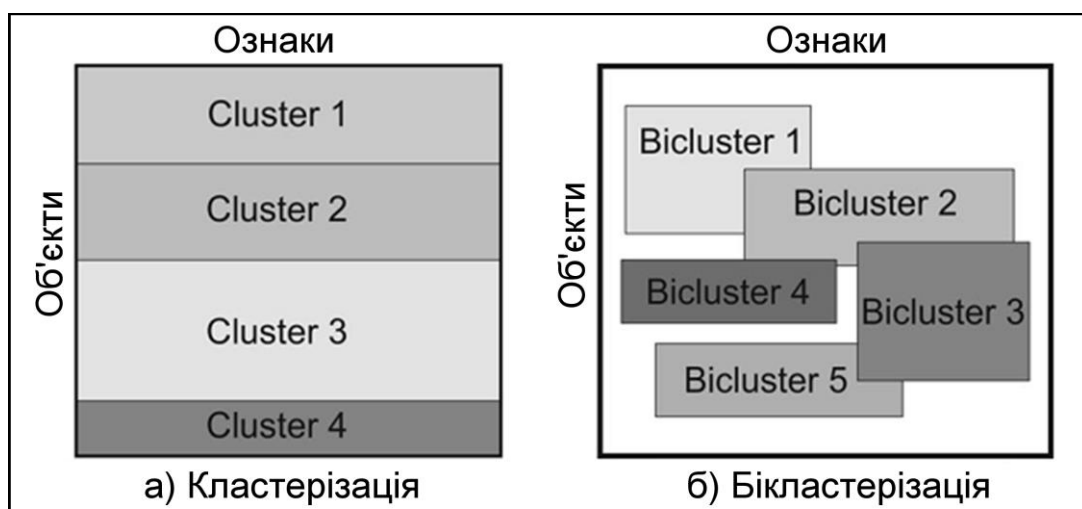 Ознаки
Об'єкти
Cluster 1
Cluster 2
Cluster 3
Cluster 4
а) Кластерізація
Ознаки
Об'єкти
Bicluster 1
Bicluster 2
Bicluster 4
Bicluster 3
Bicluster 5
б) Бікластерізація